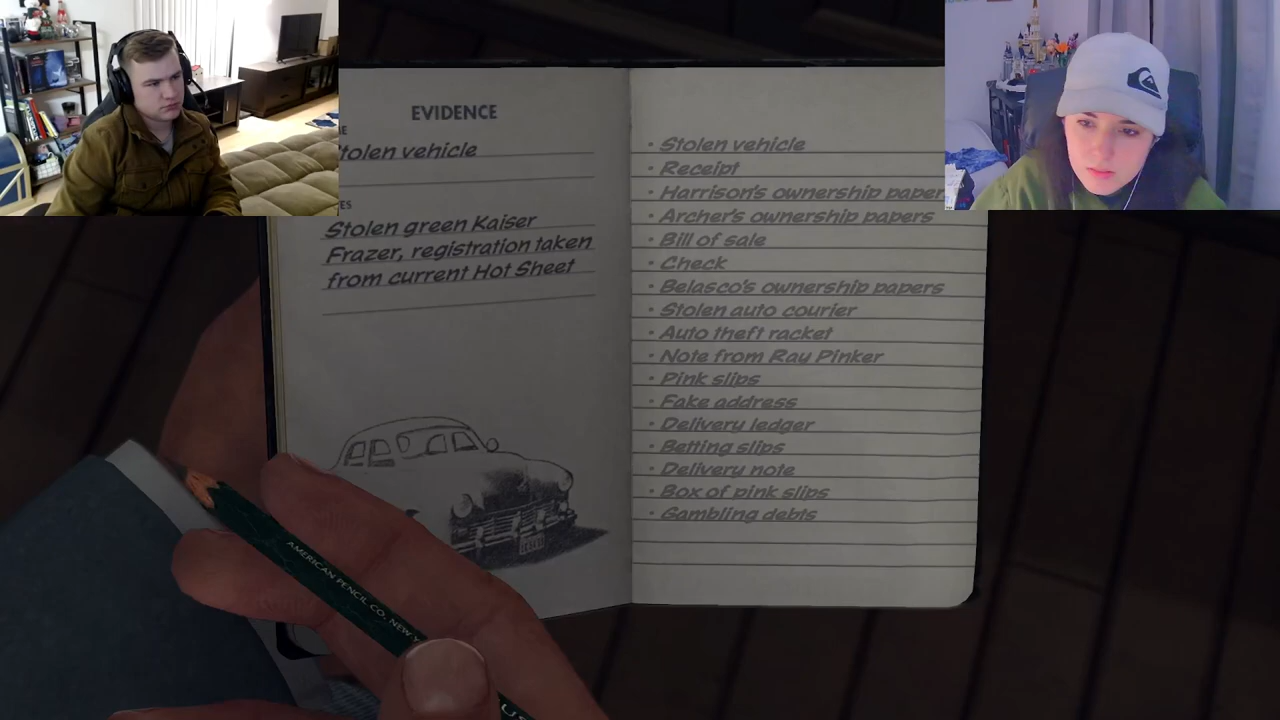 EVIDENCE
tolen vehicle
ES
Stolen green Kaiser
Frazer, registration taken
from current Hot Sheet
• Stolen vehicle
• Receipt
• Harrison's ownership paper
• Archer's ownership papers
• Bill of sale
• Check
• Belasco's ownership papers
• Stolen auto courier
• Auto theft racket
• Note from Ray Pinker
• Pink slips
• Fake address
• Delivery ledger
• Betting slips
• Delivery note
• Box of pink slips
• Gambling debts
AMERICAN PENCIL CO. NEW Y